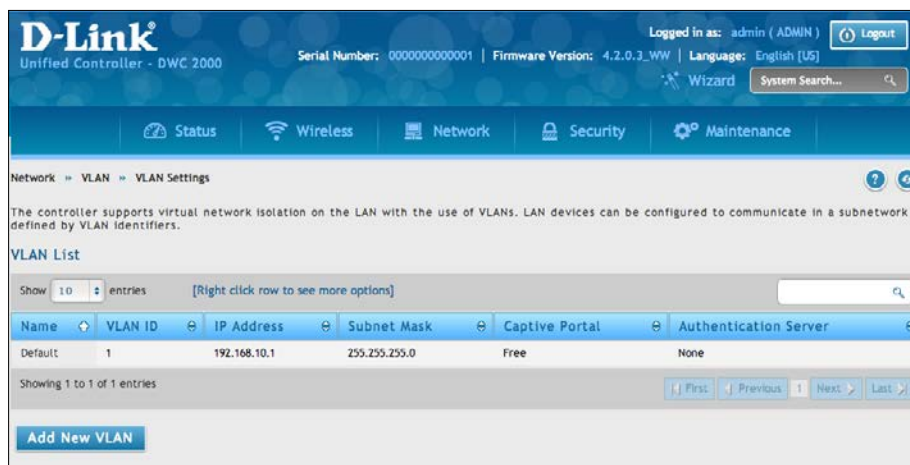 D-Link
Unified Controller - DWC 2000
Logged in as: admin ( ADMIN ) Logout
Serial Number: 0000000000001 | Firmware Version: 4.2.0.3_WW | Language: English [US]
Wizard System Search...
Status Wireless Network Security Maintenance
Network » VLAN » VLAN Settings
?
The controller supports virtual network isolation on the LAN with the use of VLANs. LAN devices can be configured to communicate in a subnetwork
defined by VLAN identifiers.
VLAN List
Show 10 entries [Right click row to see more options]
Name VLAN ID IP Address Subnet Mask Captive Portal Authentication Server
Default 1 192.168.10.1 255.255.255.0 Free None
Showing 1 to 1 of 1 entries
First Previous 1 Next Last
Add New VLAN